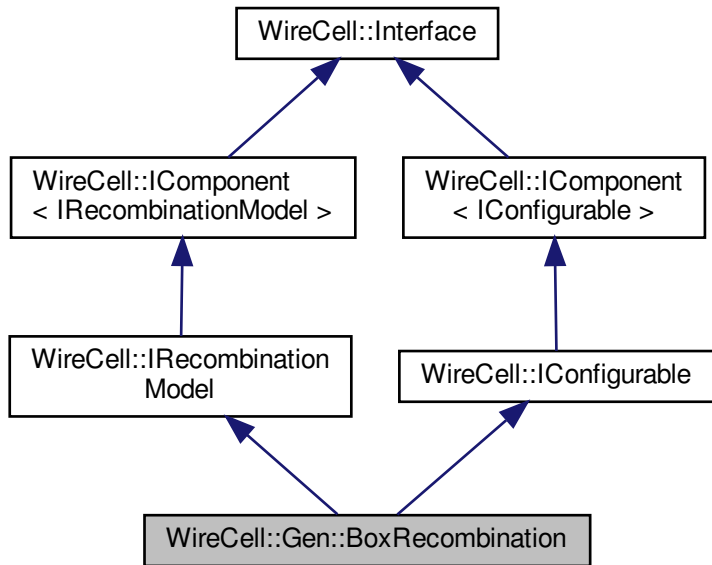 WireCell::Interface
WireCell::IComponent
< IRecombinationModel >
WireCell::IComponent
< IConfigurable >
WireCell::IRecombination
Model
WireCell::IConfigurable
WireCell::Gen::BoxRecombination